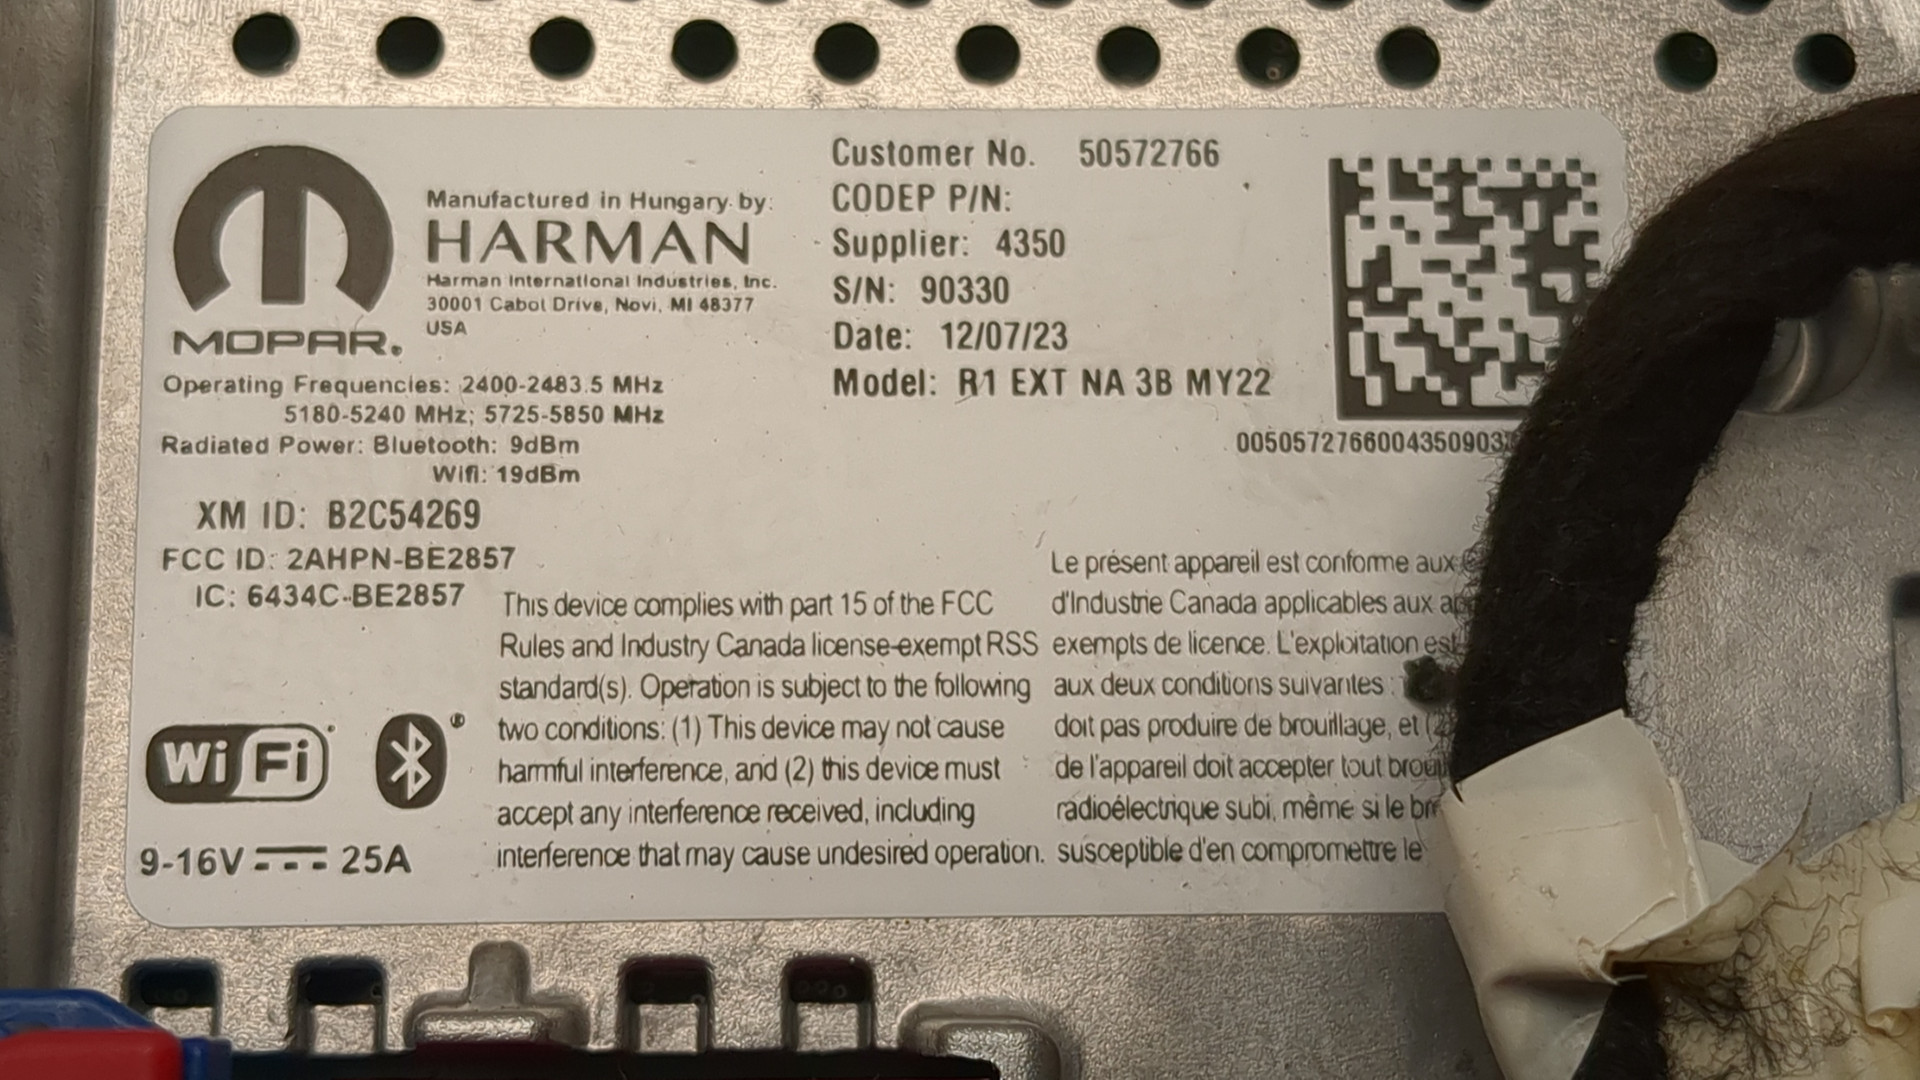 MOPAR®
Manufactured in Hungary by:
HARMAN
Harman International Industries, Inc.
30001 Cabot Drive, Novi, MI 48377
USA
Operating Frequencies: 2400-2483.5 MHz
5180-5240 MHz; 5725-5850 MHz
Radiated Power: Bluetooth: 9dBm
Wifi: 19dBm
XM ID: B2C54269
FCC ID: 2AHPN-BE2857
IC: 6434C-BE2857
Wi Fi
9-16V 25A
Customer No. 50572766
CODEP P/N:
Supplier: 4350
S/N: 90330
Date: 12/07/23
Model: R1 EXT NA 3B MY22
005057276600435090
This device complies with part 15 of the FCC
Rules and Industry Canada license-exempt RSS
standard(s). Operation is subject to the following
two conditions: (1) This device may not cause
harmful interference, and (2) this device must
accept any interference received, including
interference that may cause undesired operation.
Le présent appareil est conforme aux
d'Industrie Canada applicables aux
exempts de licence. L'exploitation est
aux deux conditions suivantes :
doit pas produire de brouillage, et (2
de l'appareil doit accepter tout
radioélectrique subi, même si le
susceptible d'en compromettre le